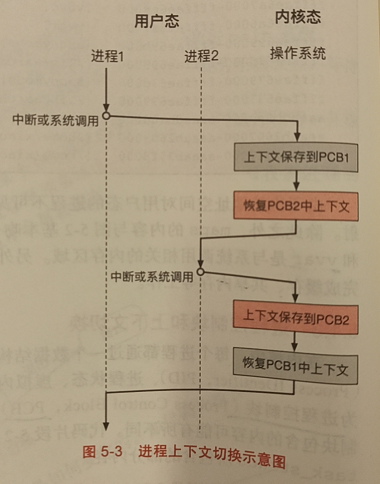 用户态 内核态
进程1 进程2 操作系统
中断或系统调用
上下文保存到PCB1
恢复PCB2中上下文
中断或系统调用
上下文保存到PCB2
恢复PCB1中上下文
图 5-3 进程上下文切换示意图